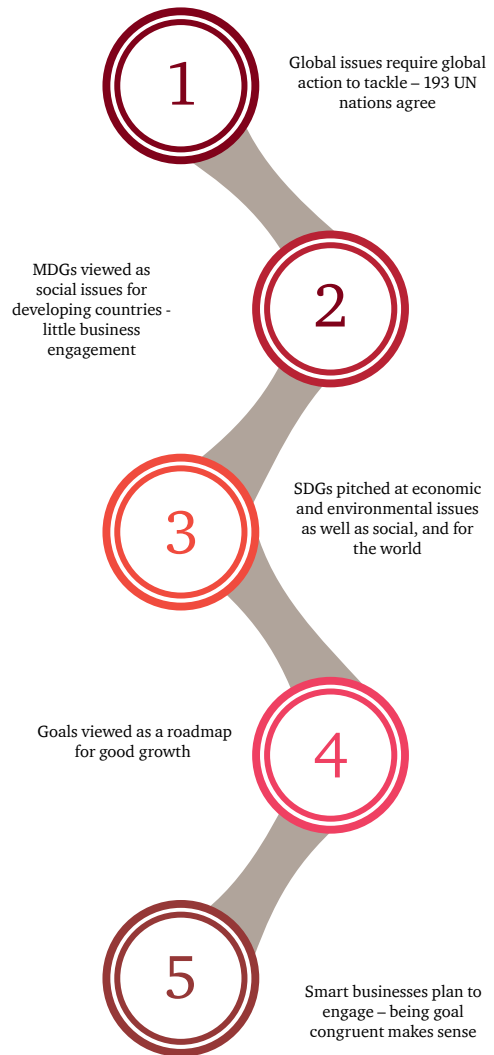 1
Global issues require global
action to tackle – 193 UN
nations agree
2
MDGs viewed as
social issues for
developing countries -
little business
engagement
3
SDGs pitched at economic
and environmental issues
as well as social, and for
the world
4
Goals viewed as a roadmap
for good growth
5
Smart businesses plan to
engage – being goal
congruent makes sense